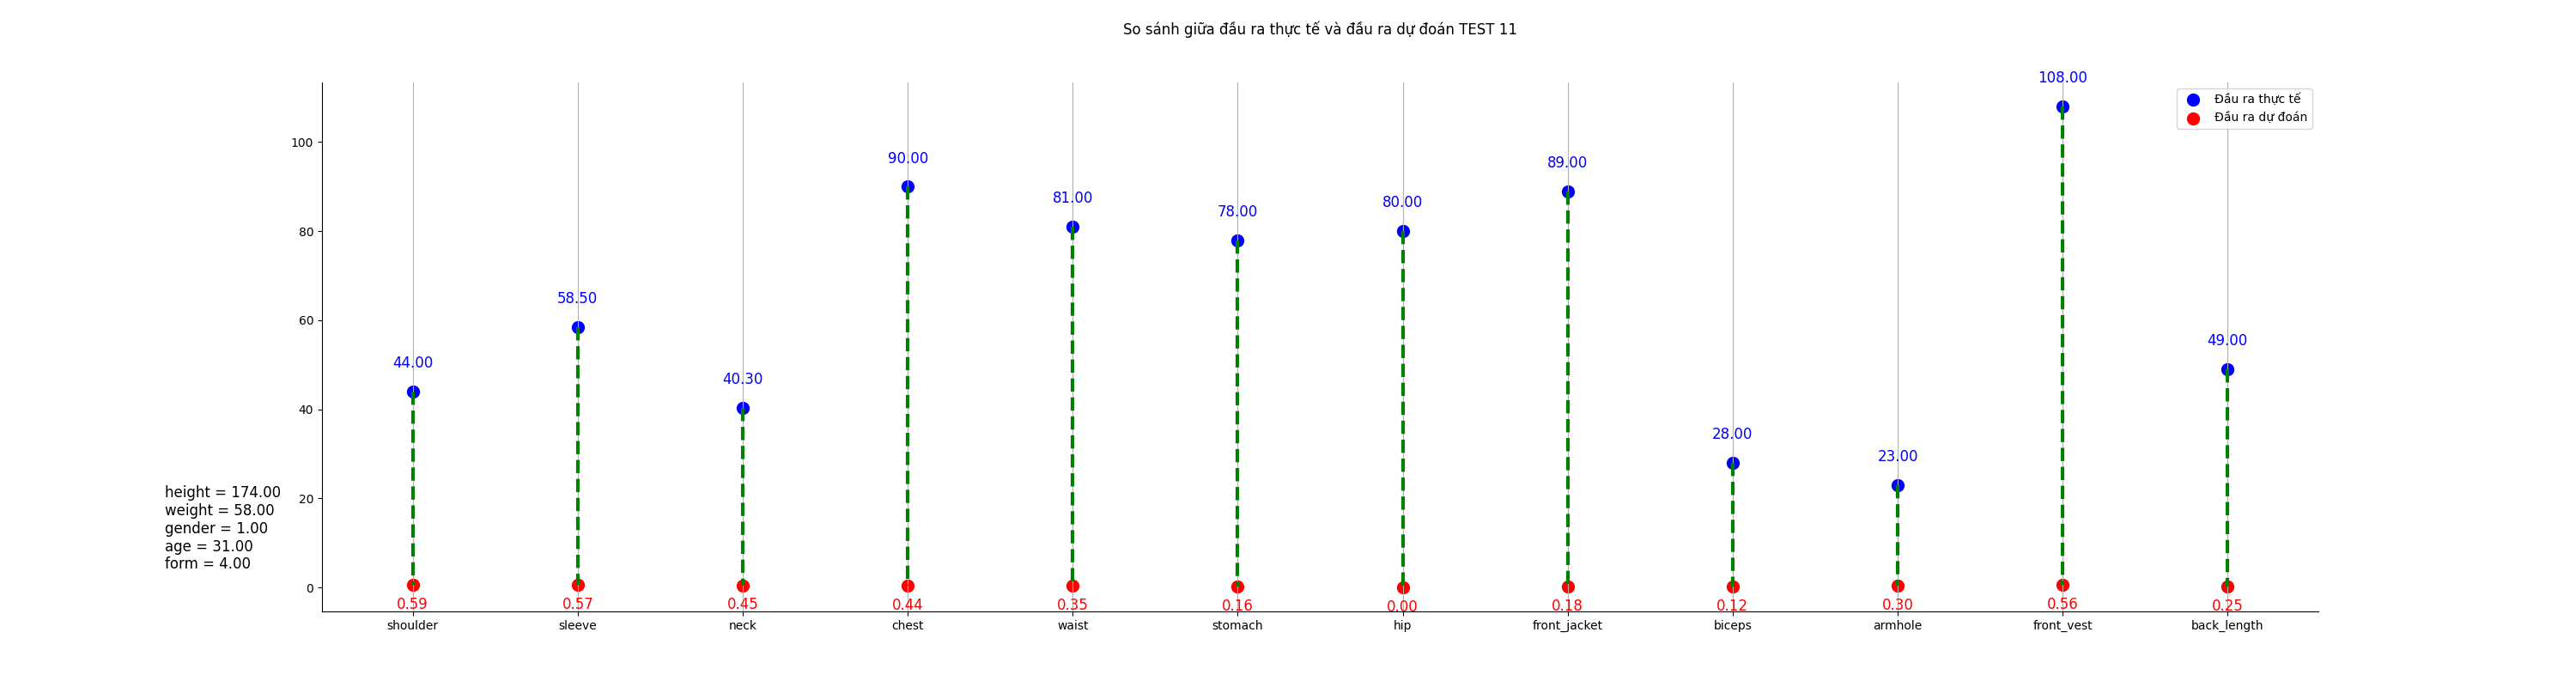 So sánh giữa đầu ra thực tế và đầu ra dự đoán TEST 11
Đầu ra thực tế
Đầu ra dự đoán
108.00
90.00
89.00
81.00
80.00
78.00
58.50
49.00
44.00
40.30
28.00
23.00
100
80
60
40
20
0
height = 174.00
weight = 58.00
gender = 1.00
age = 31.00
form = 4.00
0.59 0.57 0.45 0.44 0.35 0.16 0.00 0.18 0.12 0.30 0.56 0.25
shoulder sleeve neck chest waist stomach hip front_jacket biceps armhole front_vest back_length